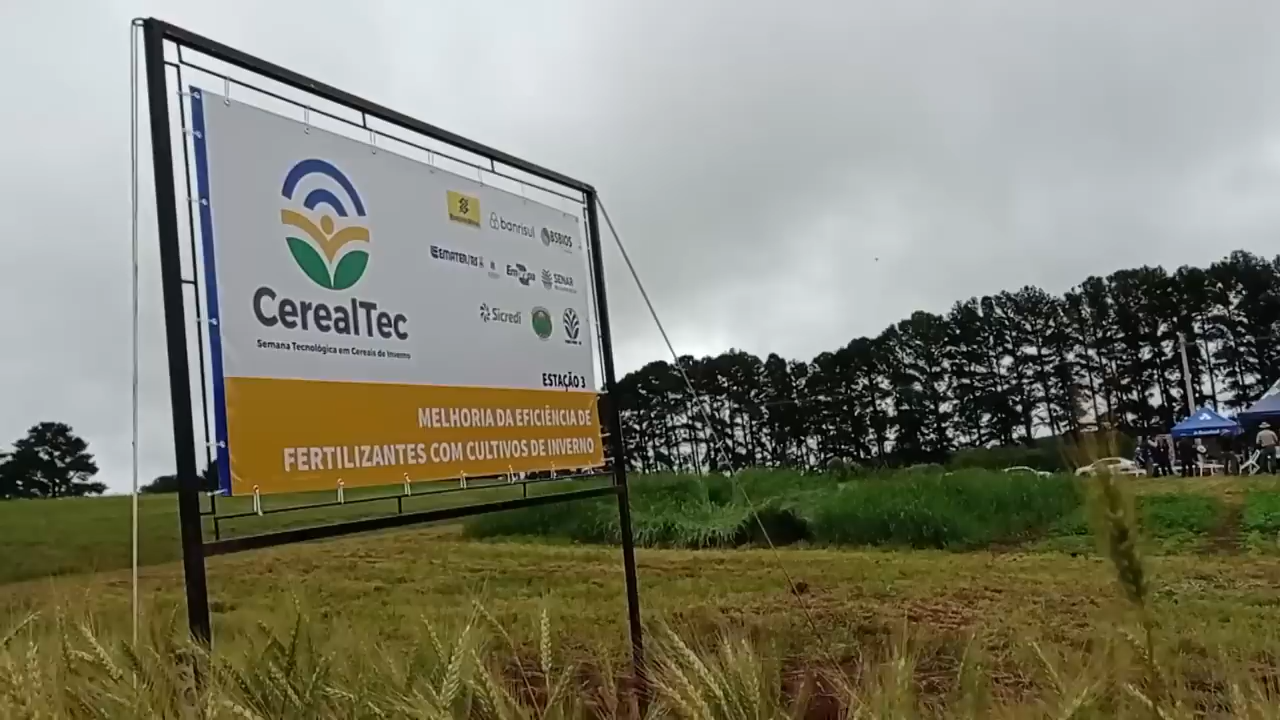 CerealTec
Semana Tecnológica em Cereais de Inverno
banrisul
BSBIOS
EMATER/RS
Embrapa
SENAR
Sicredi
ESTAÇÃO 3
MELHORIA DA EFICIÊNCIA DE
FERTILIZANTES COM CULTIVOS DE INVERNO